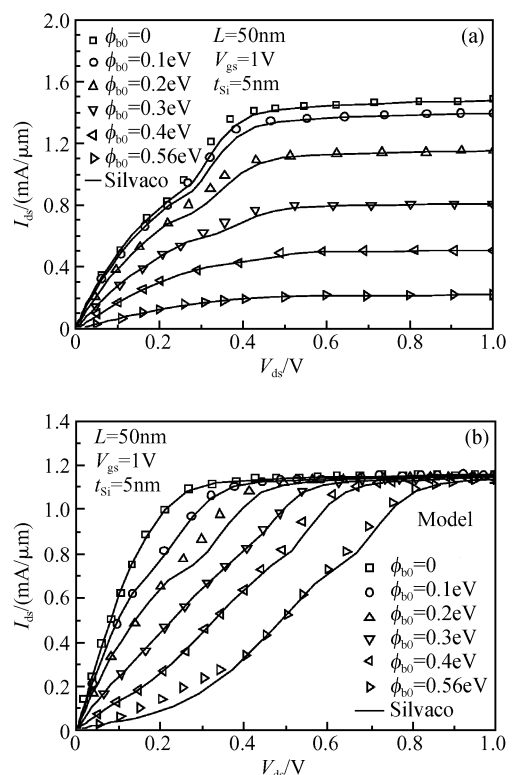 ϕb0=0
ϕb0=0.1eV
ϕb0=0.2eV
ϕb0=0.3eV
ϕb0=0.4eV
ϕb0=0.56eV
Silvaco
L=50nm
Vgs=1V
tSi=5nm
(a)
Ids/(mA/μm)
2.0
1.6
1.2
0.8
0.4
0
0 0.2 0.4 0.6 0.8 1.0
Vds/V
L=50nm
Vgs=1V
tSi=5nm
(b)
Model
ϕb0=0
ϕb0=0.1eV
ϕb0=0.2eV
ϕb0=0.3eV
ϕb0=0.4eV
ϕb0=0.56eV
Silvaco
Ids/(mA/μm)
1.4
1.2
1.0
0.8
0.6
0.4
0.2
0
0 0.2 0.4 0.6 0.8 1.0
Vds/V